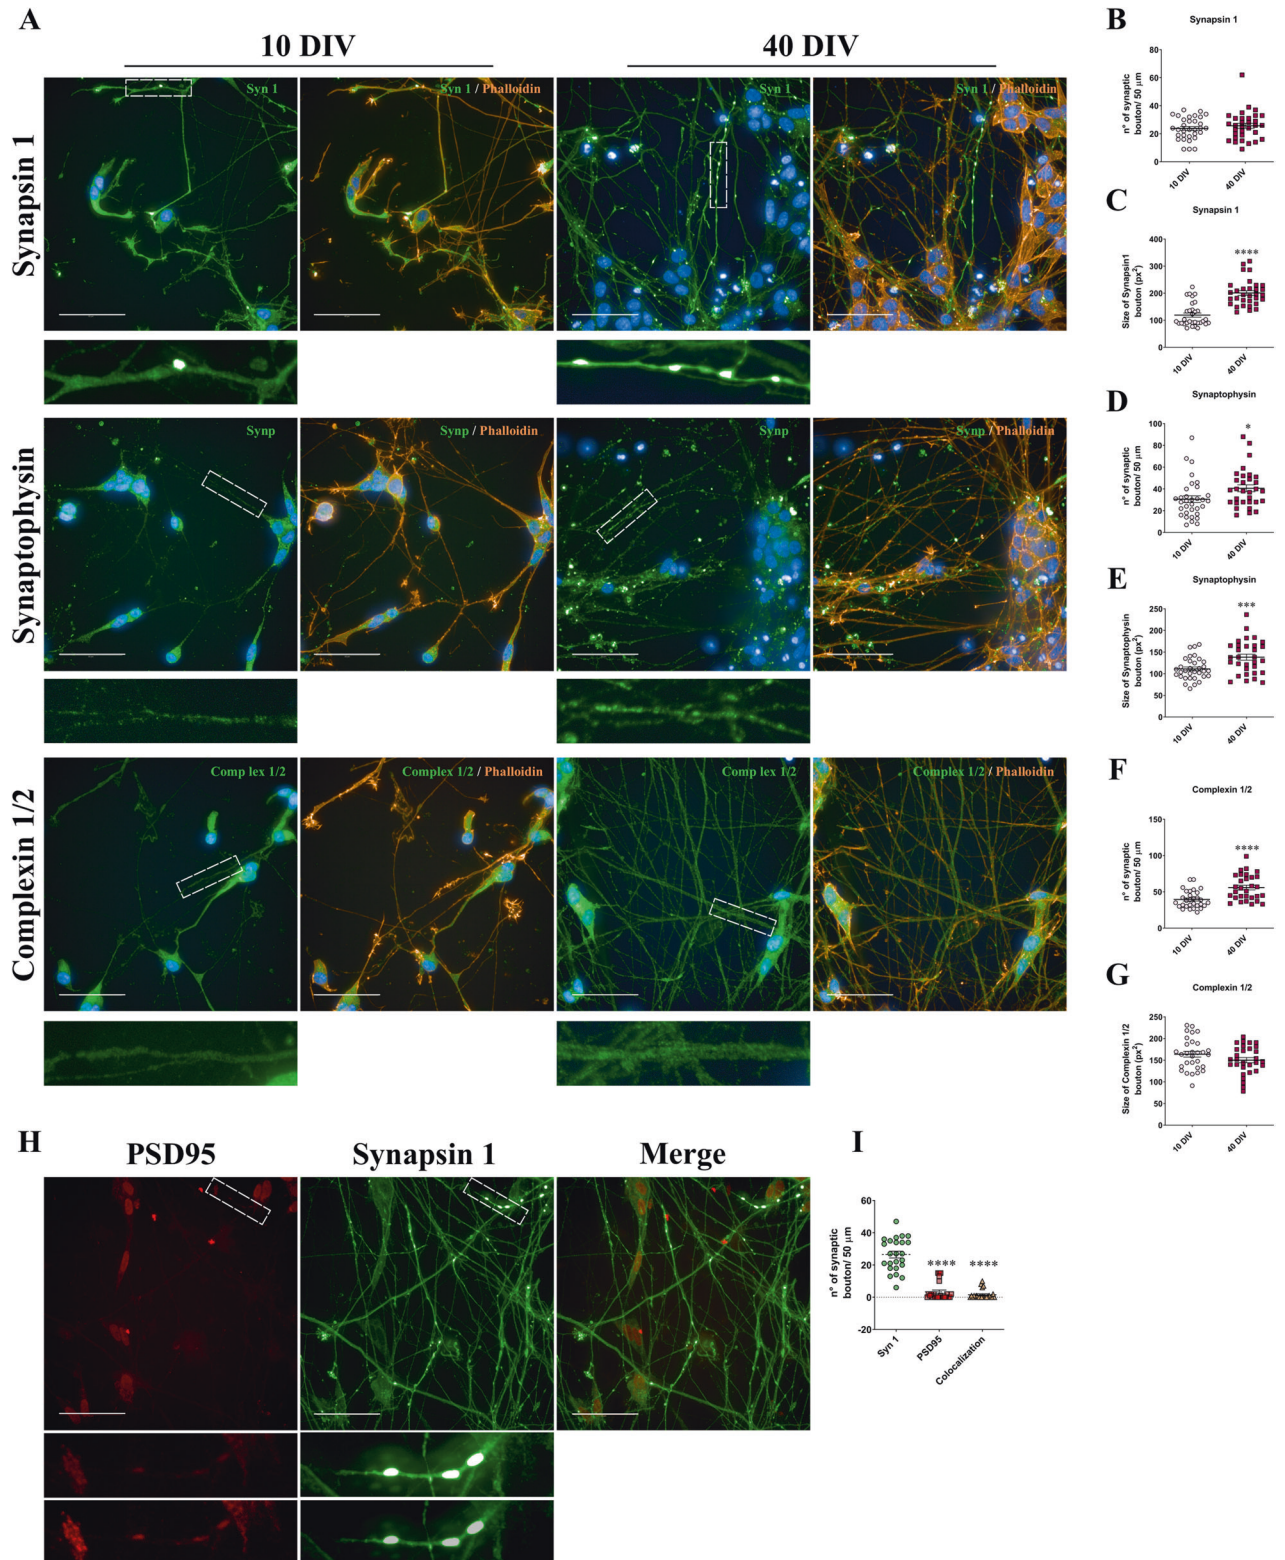 A
10 DIV
40 DIV
Synapsin 1
Syn 1
Syn 1 / Phalloidin
Syn 1
Syn 1 / Phalloidin
Synaptophysin
Synp
Synp / Phalloidin
Synp
Synp / Phalloidin
Complexin 1/2
Comp lex 1/2
Complex 1/2 / Phalloidin
Comp lex 1/2
Complex 1/2 / Phalloidin
B
Synapsin 1
n° of synaptic
bouton/ 50 µm
80
60
40
20
0
10 DIV
40 DIV
C
Synapsin 1
Size of Synapsin1
bouton (px²)
400
300
200
100
0
****
10 DIV
40 DIV
D
Synaptophysin
n° of synaptic
bouton/ 50 µm
100
80
60
40
20
0
*
10 DIV
40 DIV
E
Synaptophysin
Size of Synaptophysin
bouton (px²)
250
200
150
100
50
0
***
10 DIV
40 DIV
F
Complexin 1/2
n° of synaptic
bouton/ 50 µm
150
100
50
0
****
10 DIV
40 DIV
G
Complexin 1/2
Size of Complexin 1/2
bouton (px²)
250
200
150
100
50
0
10 DIV
40 DIV
H
PSD95
Synapsin 1
Merge
I
n° of synaptic
bouton/ 50 µm
60
40
20
0
-20
****
****
Syn 1
PSD95
Colocalization